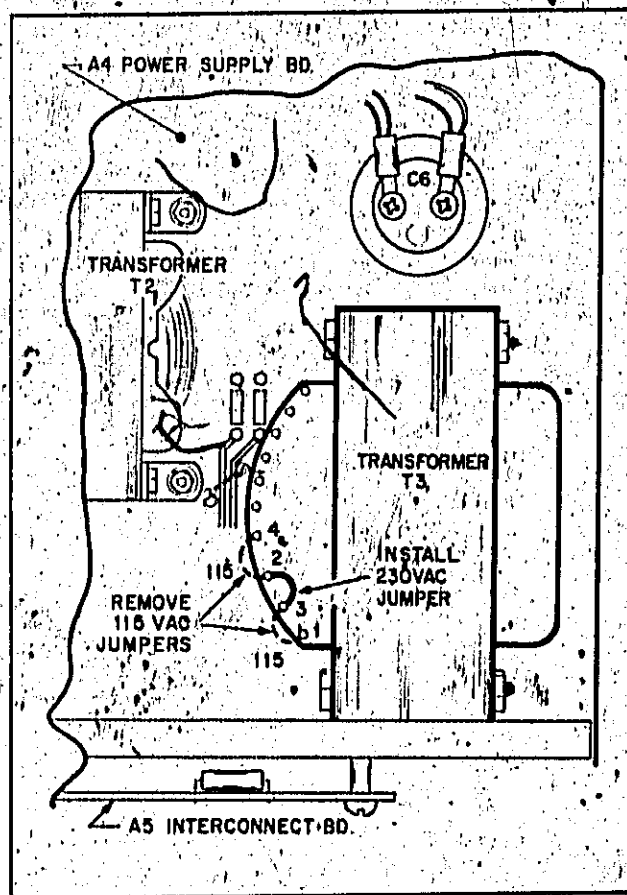 A4 POWER SUPPLY BD.
C6
TRANSFORMER
T2
TRANSFORMER
T3
4
2
115
INSTALL
230VAC
JUMPER
3
REMOVE
115 VAC
JUMPERS
1
115
A5 INTERCONNECT BD.